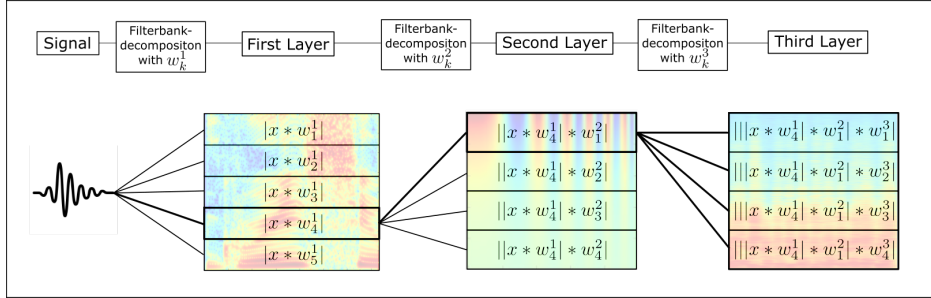 Signal
Filterbank-
decompositon
with $w_k^1$
First Layer
Filterbank-
decompositon
with $w_k^2$
Second Layer
Filterbank-
decompositon
with $w_k^3$
Third Layer
$|x * w_1^1|$
$|x * w_2^1|$
$|x * w_3^1|$
$|x * w_4^1|$
$|x * w_5^1|$
$||x * w_4^1| * w_1^2|$
$||x * w_4^1| * w_2^2|$
$||x * w_4^1| * w_3^2|$
$||x * w_4^1| * w_4^2|$
$|||x * w_4^1| * w_1^2| * w_1^3|$
$|||x * w_4^1| * w_1^2| * w_2^3|$
$|||x * w_4^1| * w_1^2| * w_3^3|$
$|||x * w_4^1| * w_1^2| * w_4^3|$